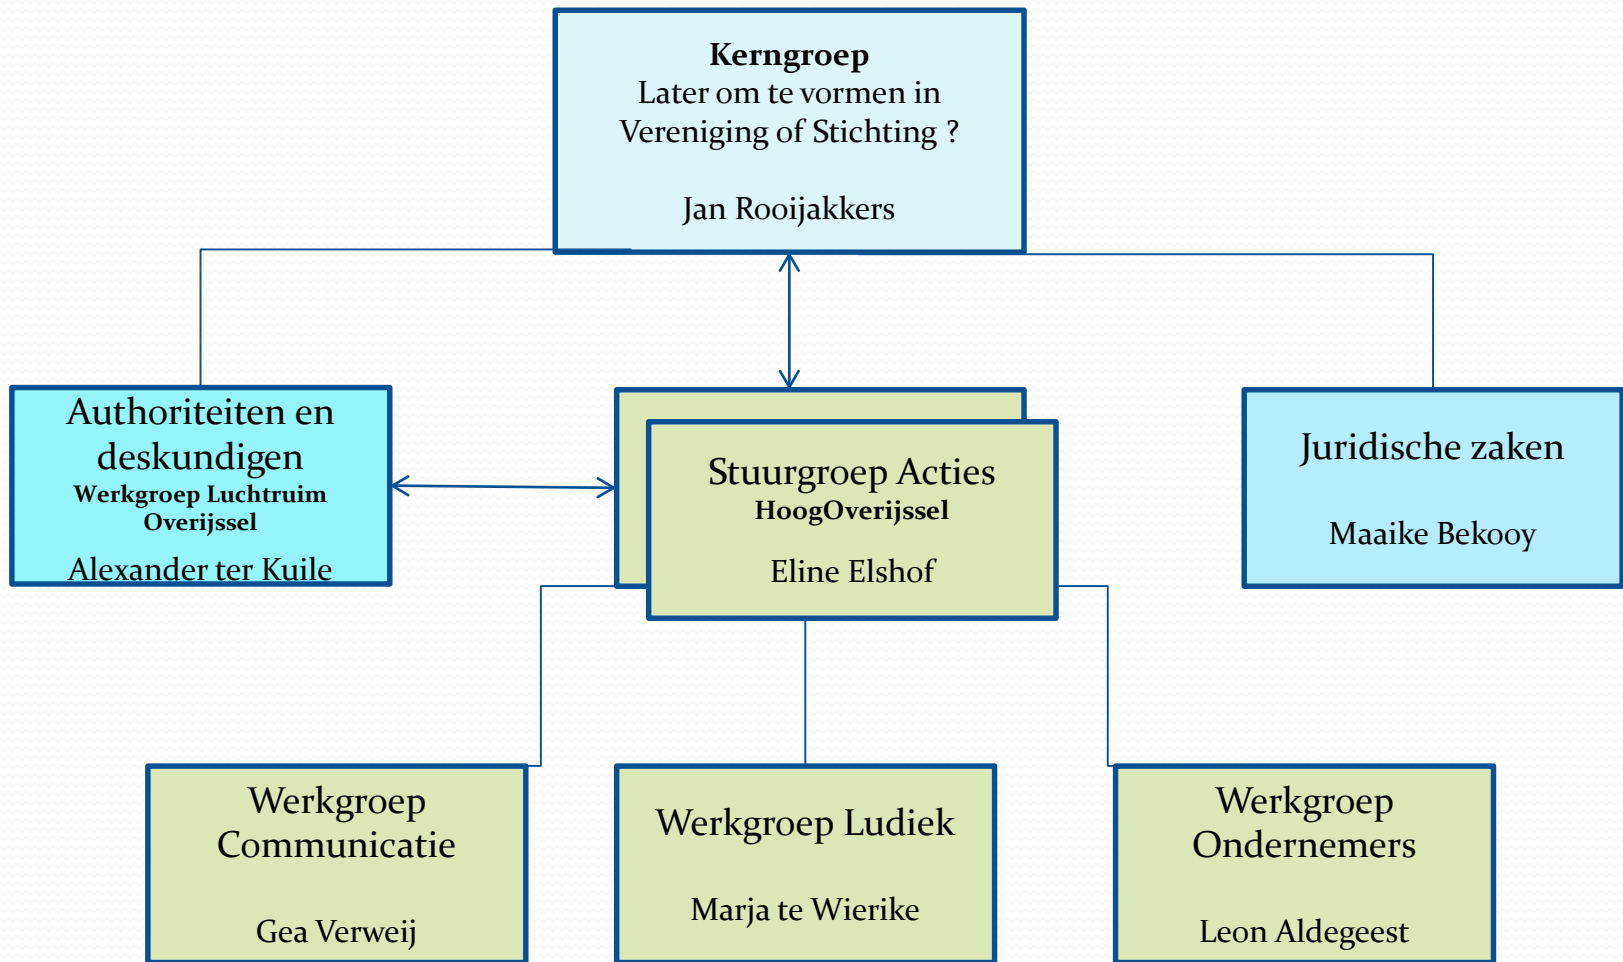 Kerngroep
Later om te vormen in
Vereniging of Stichting ?
Jan Rooijakkers
Authoriteiten en
deskundigen
Werkgroep Luchtruim
Overijssel
Alexander ter Kuile
Stuurgroep Acties
HoogOverijssel
Eline Elshof
Juridische zaken
Maaike Bekooy
Werkgroep
Communicatie
Gea Verweij
Werkgroep Ludiek
Marja te Wierike
Werkgroep
Ondernemers
Leon Aldegeest